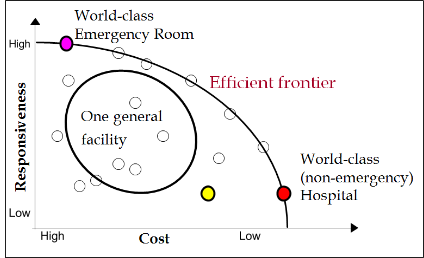 World-class
Emergency Room
High
Efficient frontier
Responsiveness
One general
facility
World-class
(non-emergency)
Hospital
Low
High
Cost
Low